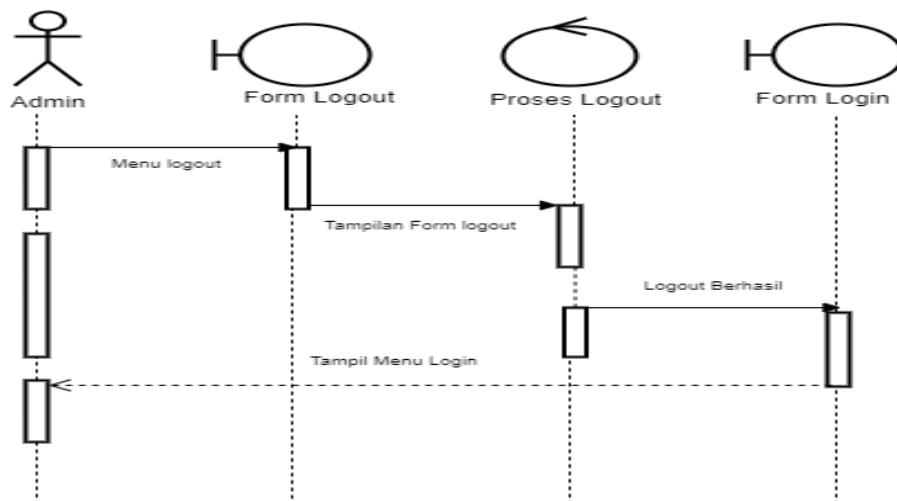 Admin
Form Logout
Proses Logout
Form Login
Menu logout
Tampilan Form logout
Logout Berhasil
Tampil Menu Login